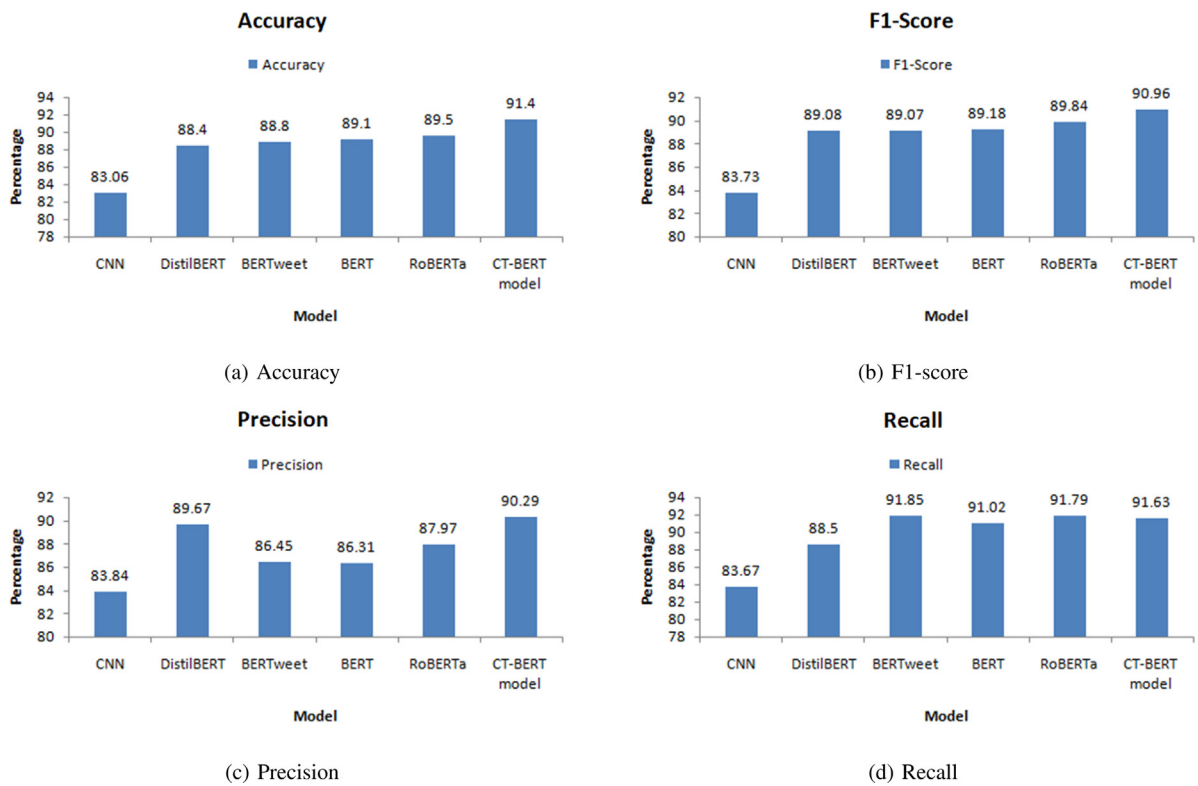 Accuracy
Accuracy
Percentage
94
92
90
88
86
84
82
80
78
83.06
88.4
88.8
89.1
89.5
91.4
CNN
DistilBERT
BERTweet
BERT
RoBERTa
CT-BERT
model
Model
(a) Accuracy
F1-Score
F1-Score
Percentage
92
90
88
86
84
82
80
83.73
89.08
89.07
89.18
89.84
90.96
CNN
DistilBERT
BERTweet
BERT
RoBERTa
CT-BERT
model
Model
(b) F1-score
Precision
Precision
Percentage
92
90
88
86
84
82
80
83.84
89.67
86.45
86.31
87.97
90.29
CNN
DistilBERT
BERTweet
BERT
RoBERTa
CT-BERT
model
Model
(c) Precision
Recall
Recall
Percentage
94
92
90
88
86
84
82
80
78
83.67
88.5
91.85
91.02
91.79
91.63
CNN
DistilBERT
BERTweet
BERT
RoBERTa
CT-BERT
model
Model
(d) Recall